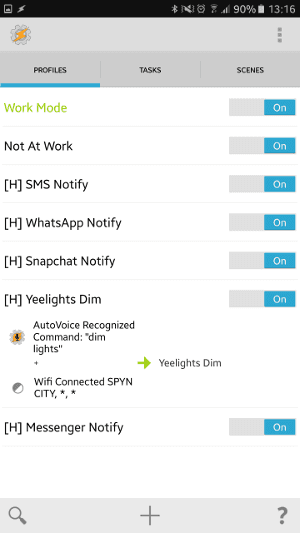 90% 13:16
PROFILES TASKS SCENES
Work Mode On
Not At Work On
[H] SMS Notify On
[H] WhatsApp Notify On
[H] Snapchat Notify On
[H] Yeelights Dim On
AutoVoice Recognized
Command: "dim
lights"
+
Yeelights Dim
Wifi Connected SPYN
CITY, *, *
[H] Messenger Notify On
?